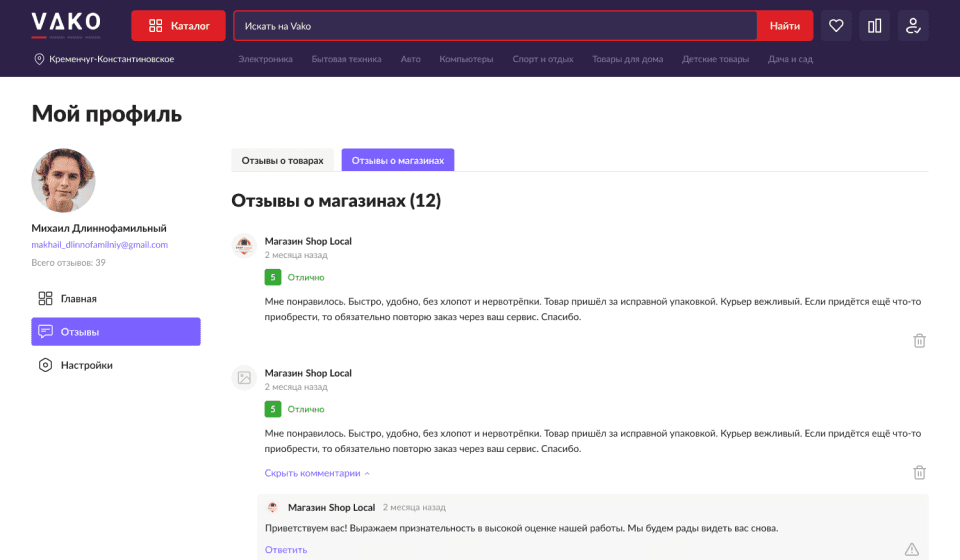 VAKO
Каталог
Искать на Vako
Найти
Кременчуг-Константиновское
Электроника
Бытовая техника
Авто
Компьютеры
Спорт и отдых
Товары для дома
Детские товары
Дача и сад
Мой профиль
Михаил Длиннофамильный
makhail_dlinnofamilniy@gmail.com
Всего отзывов: 39
Главная
Отзывы
Настройки
Отзывы о товарах
Отзывы о магазинах
Отзывы о магазинах (12)
Магазин Shop Local
2 месяца назад
5 Отлично
Мне понравилось. Быстро, удобно, без хлопот и нервотрёпки. Товар пришёл за исправной упаковкой. Курьер вежливый. Если придётся ещё что-то
приобрести, то обязательно повторю заказ через ваш сервис. Спасибо.
Магазин Shop Local
2 месяца назад
5 Отлично
Мне понравилось. Быстро, удобно, без хлопот и нервотрёпки. Товар пришёл за исправной упаковкой. Курьер вежливый. Если придётся ещё что-то
приобрести, то обязательно повторю заказ через ваш сервис. Спасибо.
Скрыть комментарии
Магазин Shop Local 2 месяца назад
Приветствуем вас! Выражаем признательность в высокой оценке нашей работы. Мы будем рады видеть вас снова.
Ответить